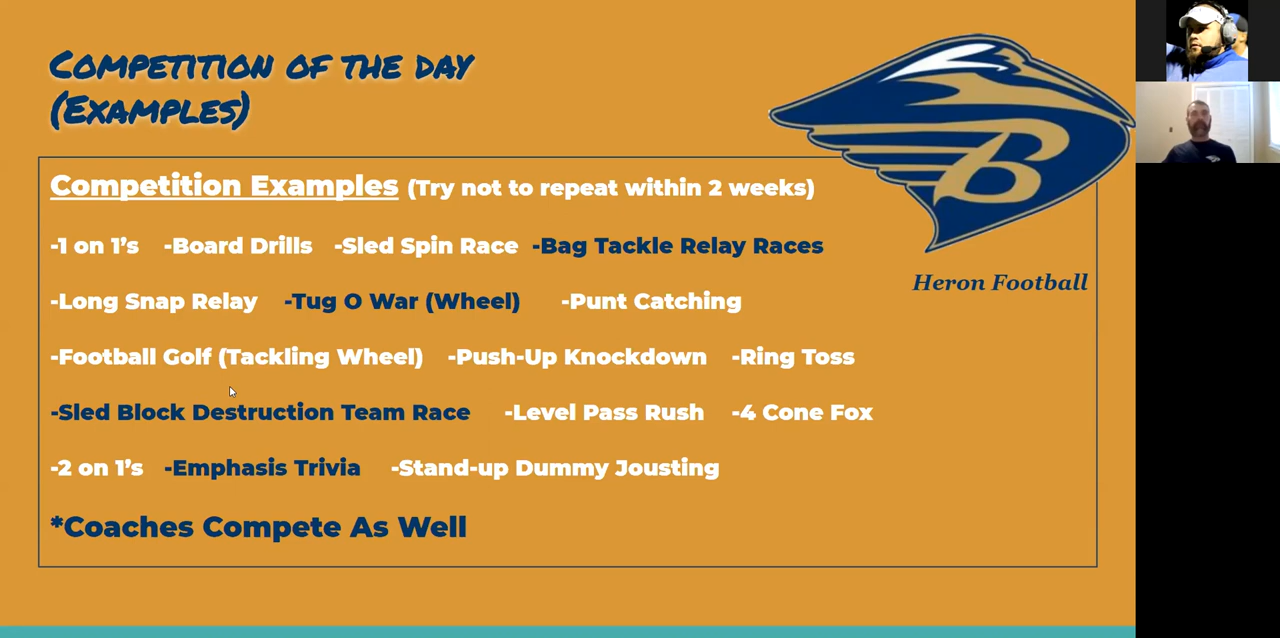 Competition of the day
(Examples)
B
Competition Examples (Try not to repeat within 2 weeks)
-1 on 1’s -Board Drills -Sled Spin Race -Bag Tackle Relay Races
Heron Football
-Long Snap Relay -Tug O War (Wheel) -Punt Catching
-Football Golf (Tackling Wheel) -Push-Up Knockdown -Ring Toss
-Sled Block Destruction Team Race -Level Pass Rush -4 Cone Fox
-2 on 1’s -Emphasis Trivia -Stand-up Dummy Jousting
*Coaches Compete As Well